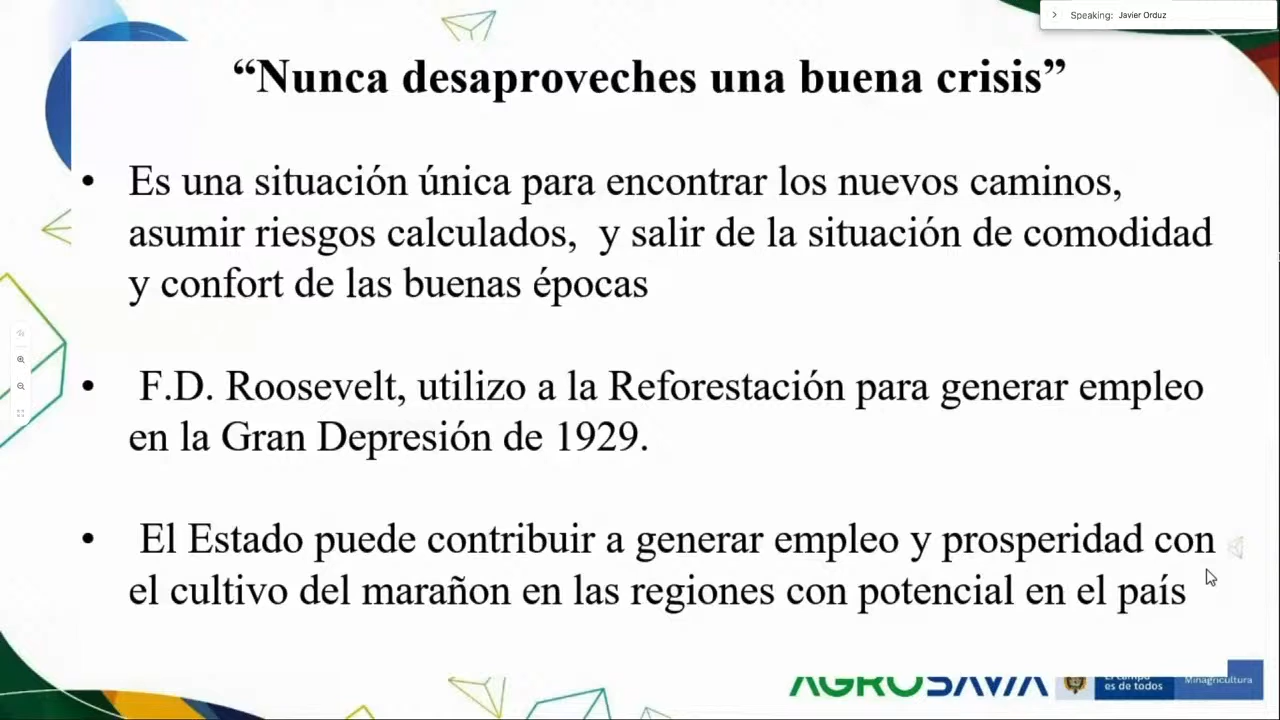 Speaking: Javier Orduz
“Nunca desaproveches una buena crisis”
• Es una situación única para encontrar los nuevos caminos,
asumir riesgos calculados, y salir de la situación de comodidad
y confort de las buenas épocas
• F.D. Roosevelt, utilizo a la Reforestación para generar empleo
en la Gran Depresión de 1929.
• El Estado puede contribuir a generar empleo y prosperidad con
el cultivo del marañon en las regiones con potencial en el país
AGROSAVIA
El campo
es de todos
Minagricultura